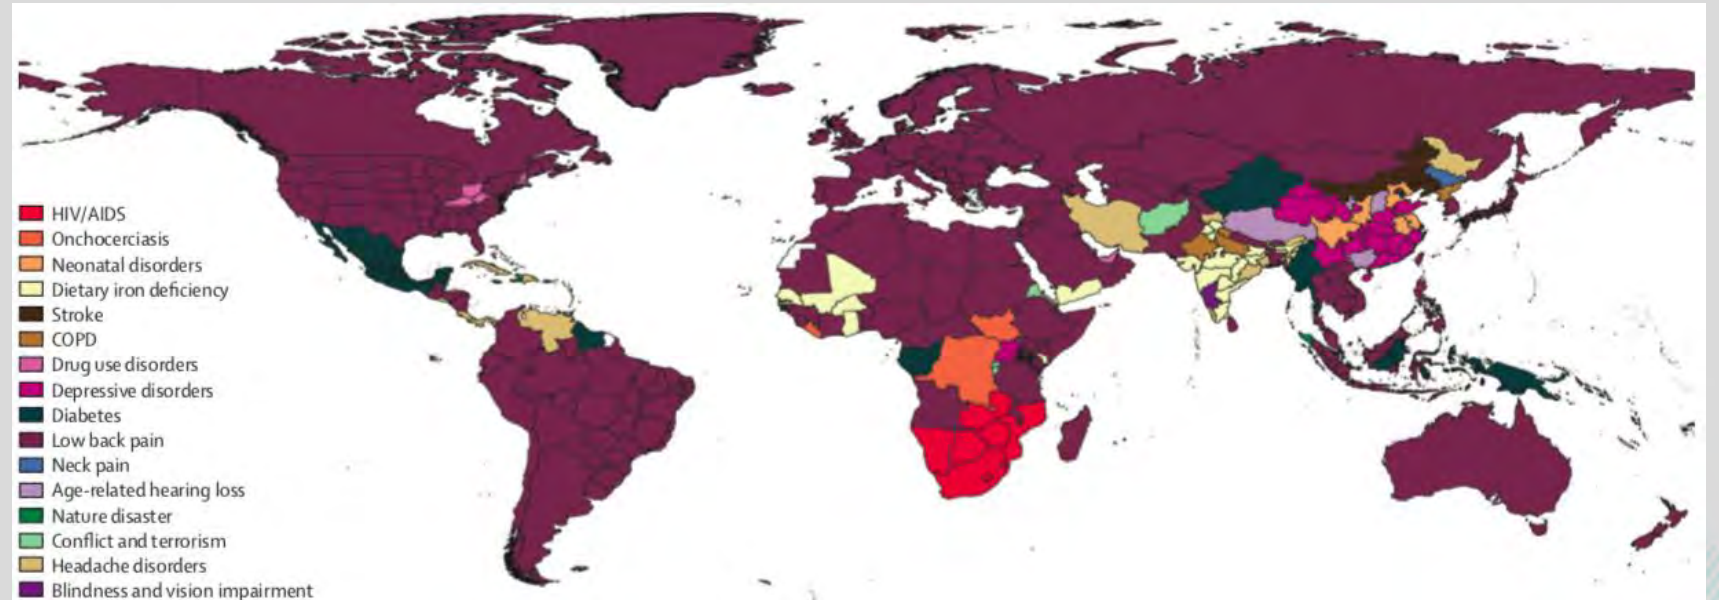 HIV/AIDS
Onchocerciasis
Neonatal disorders
Dietary iron deficiency
Stroke
COPD
Drug use disorders
Depressive disorders
Diabetes
Low back pain
Neck pain
Age-related hearing loss
Nature disaster
Conflict and terrorism
Headache disorders
Blindness and vision impairment